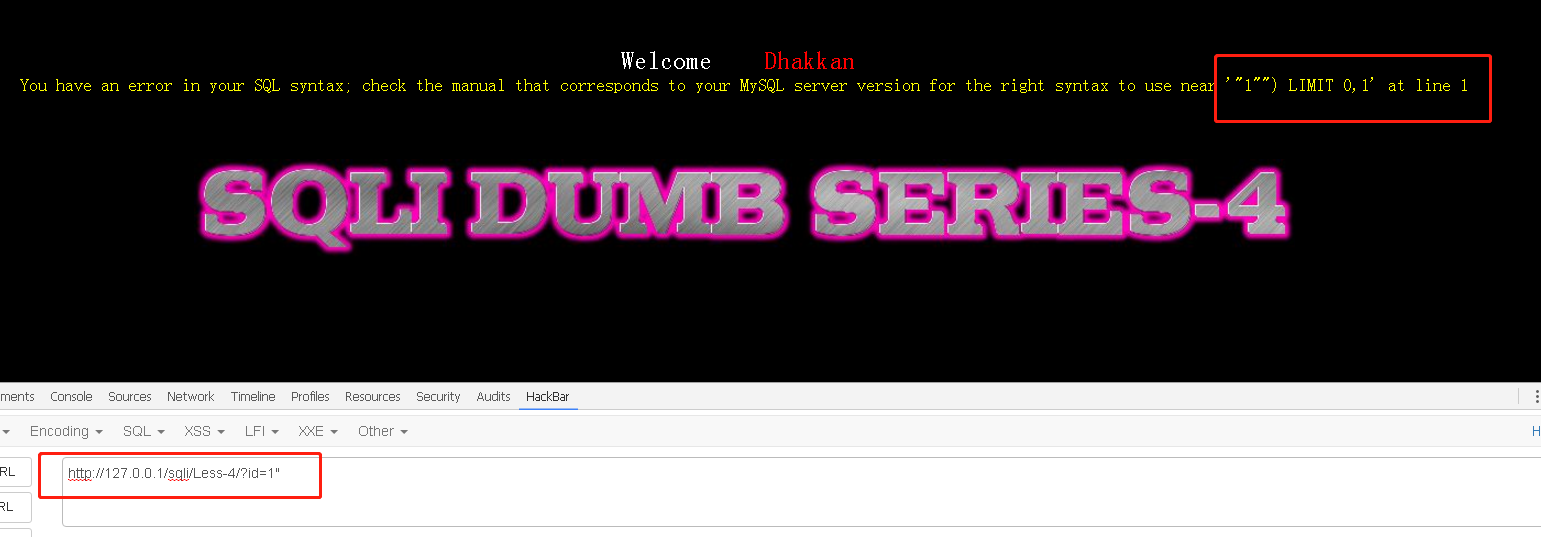 Welcome Dhakkan
You have an error in your SQL syntax; check the manual that corresponds to your MySQL server version for the right syntax to use near '"1"") LIMIT 0,1' at line 1
SQLI DUMB SERIES-4
ments Console Sources Network Timeline Profiles Resources Security Audits HackBar
Encoding SQL XSS LFI XXE Other H
RL http://127.0.0.1/sqli/Less-4/?id=1"
RL